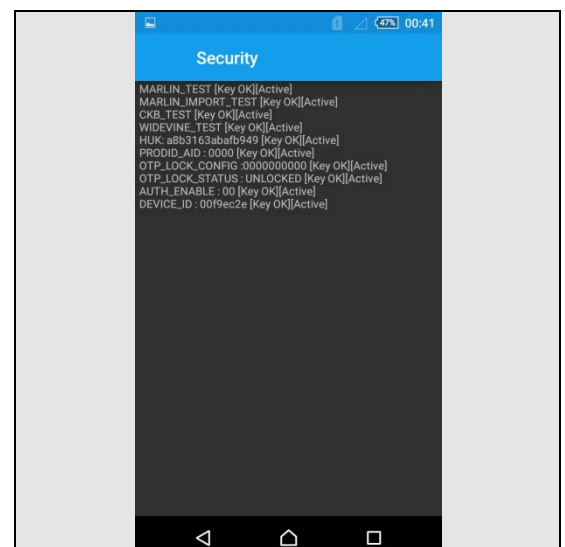 47% 00:41
Security
MARLIN_TEST [Key OK][Active]
MARLIN_IMPORT_TEST [Key OK][Active]
CKB_TEST [Key OK][Active]
WIDEVINE_TEST [Key OK][Active]
HUK: a8b3163abafb949 [Key OK][Active]
PRODID_AID : 0000 [Key OK][Active]
OTP_LOCK_CONFIG :0000000000 [Key OK][Active]
OTP_LOCK_STATUS : UNLOCKED [Key OK][Active]
AUTH_ENABLE : 00 [Key OK][Active]
DEVICE_ID : 00f9ec2e [Key OK][Active]